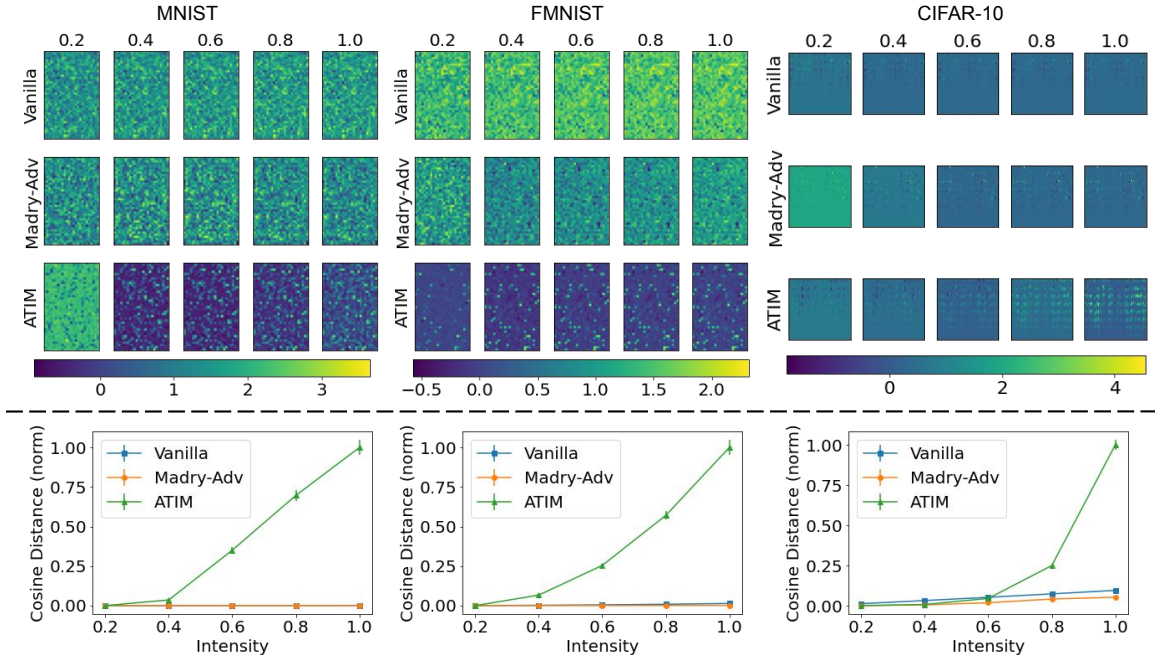 MNIST
FMNIST
CIFAR-10
0.2 0.4 0.6 0.8 1.0
0.2 0.4 0.6 0.8 1.0
0.2 0.4 0.6 0.8 1.0
Vanilla
Vanilla
Vanilla
Madry-Adv
Madry-Adv
Madry-Adv
ATIM
ATIM
ATIM
0 1 2 3
−0.5 0.0 0.5 1.0 1.5 2.0
0 2 4
Cosine Distance (norm)
1.00
0.75
0.50
0.25
0.00
Vanilla
Madry-Adv
ATIM
0.2 0.4 0.6 0.8 1.0
Intensity
Cosine Distance (norm)
1.00
0.75
0.50
0.25
0.00
Vanilla
Madry-Adv
ATIM
0.2 0.4 0.6 0.8 1.0
Intensity
Cosine Distance (norm)
1.00
0.75
0.50
0.25
0.00
Vanilla
Madry-Adv
ATIM
0.2 0.4 0.6 0.8 1.0
Intensity